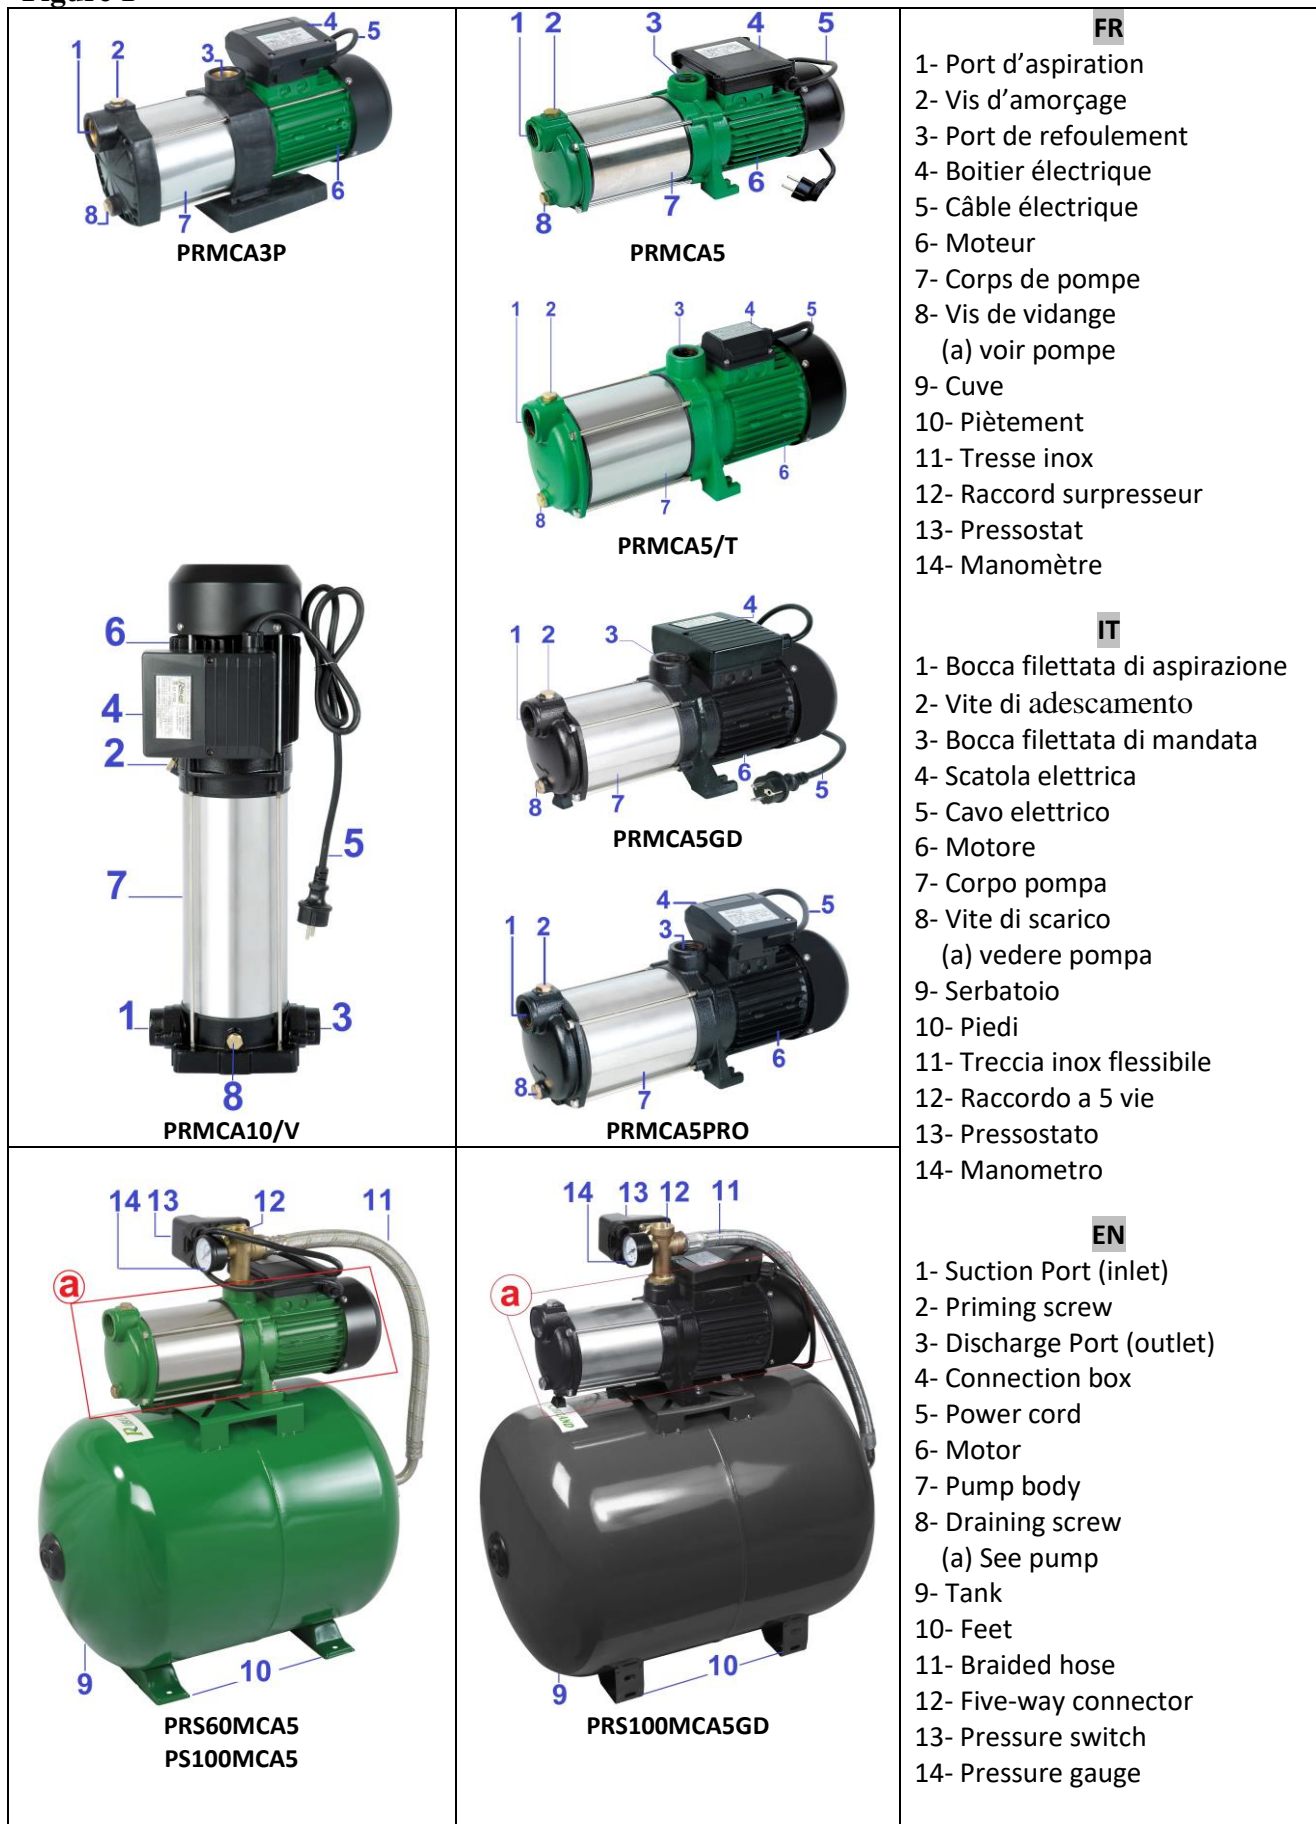 4
5
1
2
3
6
7
8
PRMCA3P
1
2
3
4
5
6
7
8
PRMCA5
1
2
3
4
5
6
7
8
PRMCA5/T
6
4
2
5
7
1
3
8
PRMCA10/V
4
1
2
3
6
5
7
8
PRMCA5GD
4
5
1
2
3
6
7
8
PRMCA5PRO
14
13
12
11
a
9
10
PRS60MCA5
PS100MCA5
14
13
12
11
a
9
10
PRS100MCA5GD
FR
1- Port d’aspiration
2- Vis d’amorçage
3- Port de refoulement
4- Boitier électrique
5- Câble électrique
6- Moteur
7- Corps de pompe
8- Vis de vidange
(a) voir pompe
9- Cuve
10- Piètement
11- Tresse inox
12- Raccord surpresseur
13- Pressostat
14- Manomètre
IT
1- Bocca filettata di aspirazione
2- Vite di adescamento
3- Bocca filettata di mandata
4- Scatola elettrica
5- Cavo elettrico
6- Motore
7- Corpo pompa
8- Vite di scarico
(a) vedere pompa
9- Serbatoio
10- Piedi
11- Treccia inox flessibile
12- Raccordo a 5 vie
13- Pressostato
14- Manometro
EN
1- Suction Port (inlet)
2- Priming screw
3- Discharge Port (outlet)
4- Connection box
5- Power cord
6- Motor
7- Pump body
8- Draining screw
(a) See pump
9- Tank
10- Feet
11- Braided hose
12- Five-way connector
13- Pressure switch
14- Pressure gauge